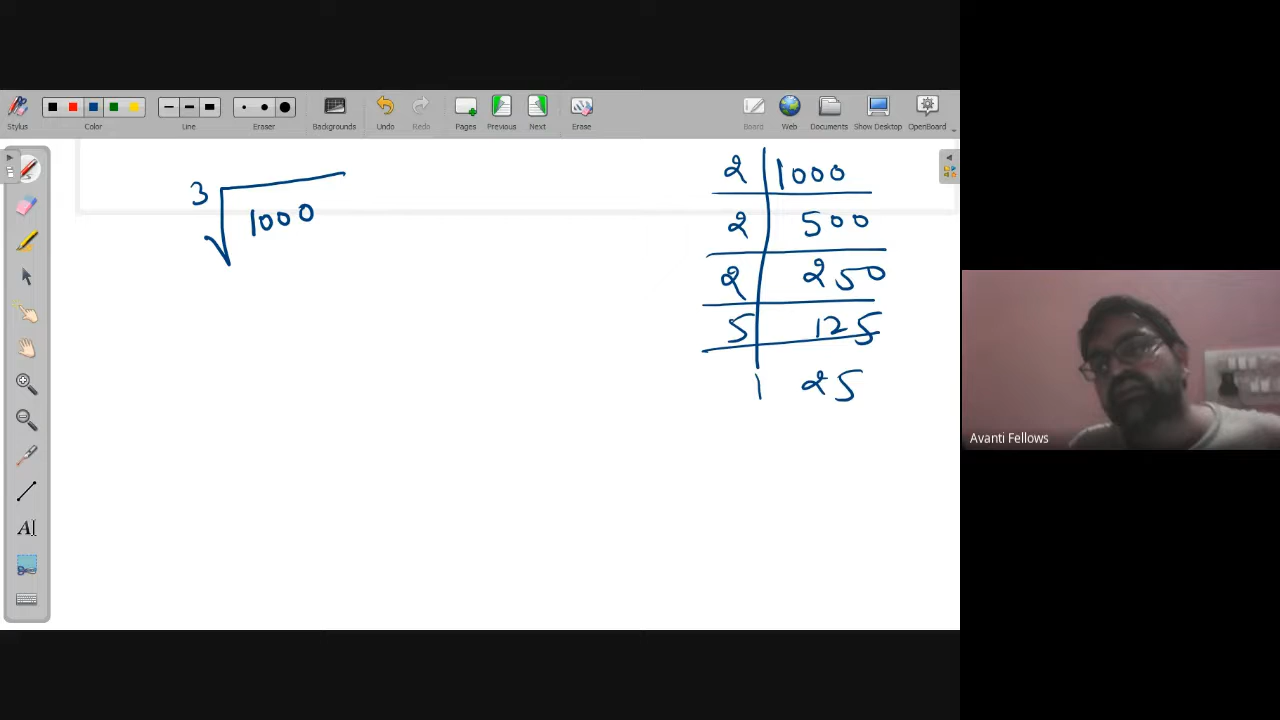 Stylus
Color
Line
Eraser
Backgrounds
Undo
Redo
Pages
Previous
Next
Erase
Board
Web
Documents
Show Desktop
OpenBoard
3√1000
2 | 1000
2 | 500
2 | 250
5 | 125
| 25
A
Avanti Fellows